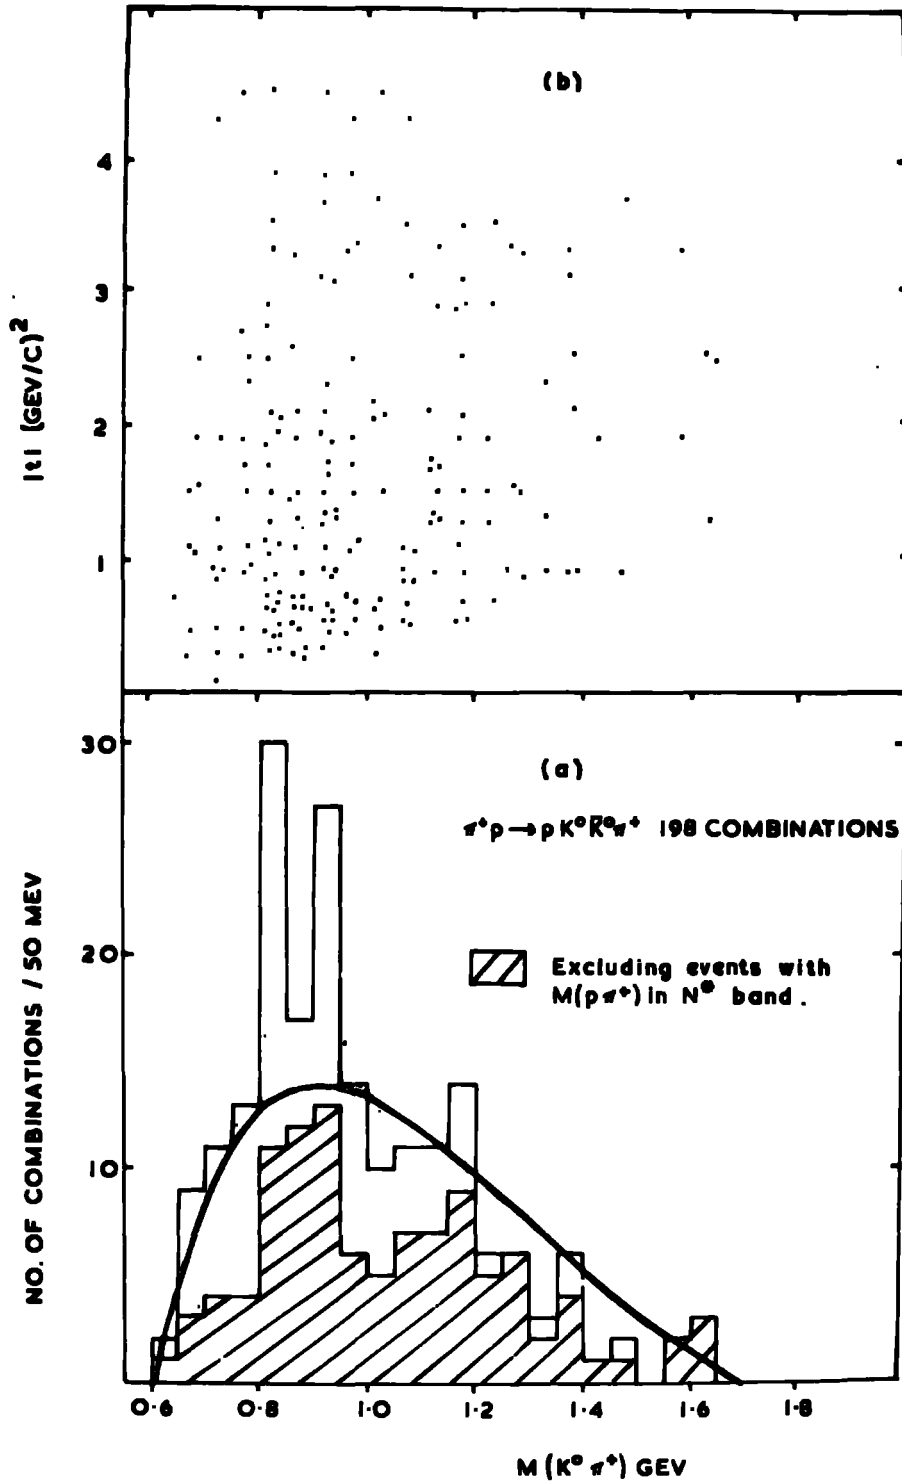 (b)
4
3
2
1
|t| (GEV/C)²
30
20
10
NO. OF COMBINATIONS / 50 MEV
(a)
π⁺p → p K⁰ K̅⁰ π⁺ 198 COMBINATIONS
Excluding events with
M(pπ⁺) in N* band.
0·6 0·8 1·0 1·2 1·4 1·6 1·8
M (K⁰ π⁺) GEV